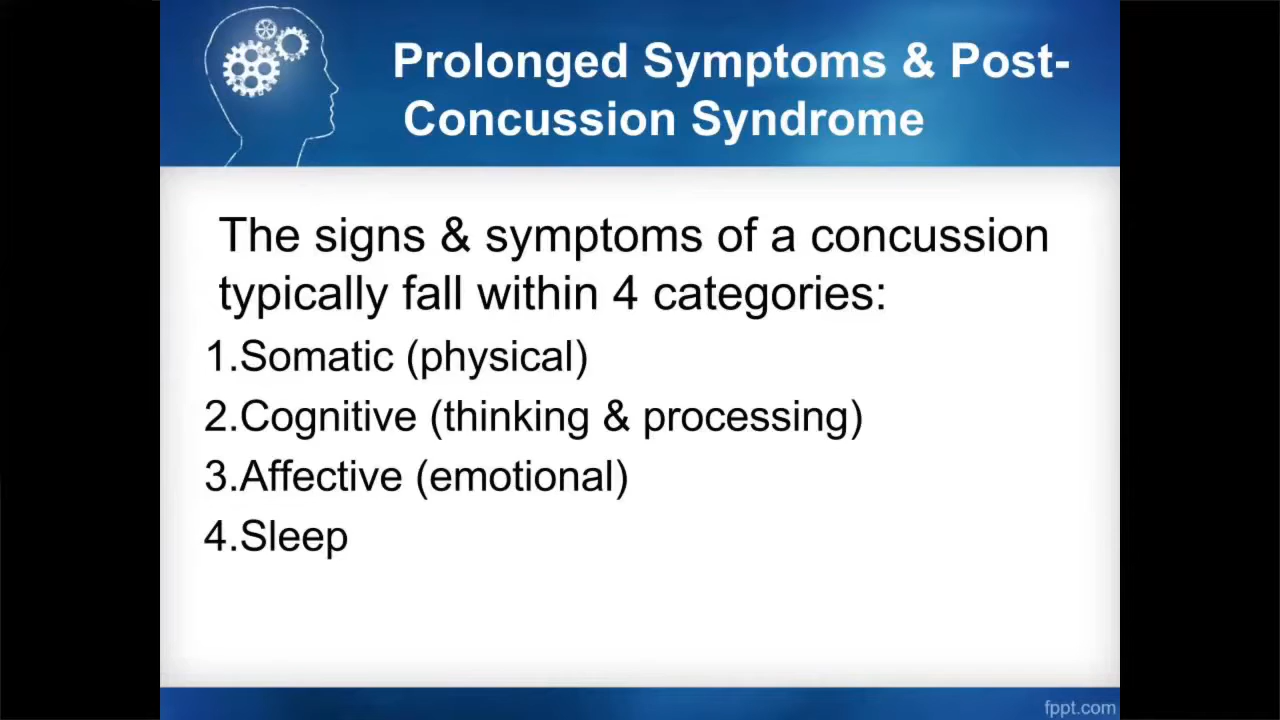 Prolonged Symptoms & Post-
Concussion Syndrome
The signs & symptoms of a concussion
typically fall within 4 categories:
1.Somatic (physical)
2.Cognitive (thinking & processing)
3.Affective (emotional)
4.Sleep
fppt.com